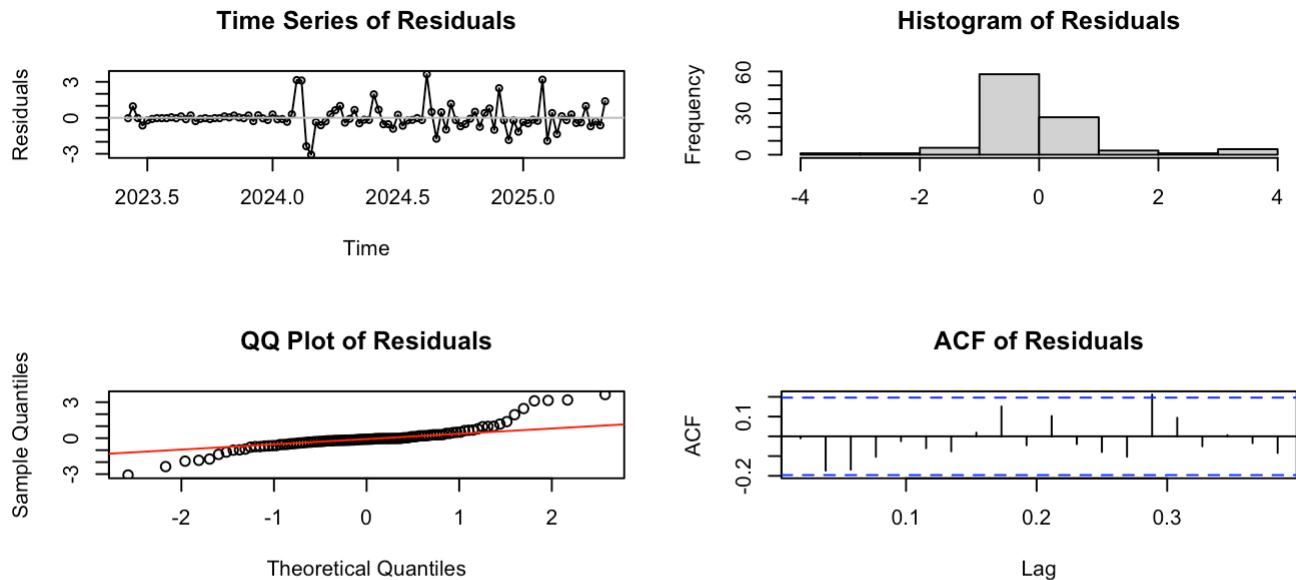 Time Series of Residuals
Residuals
3
0
-3
2023.5 2024.0 2024.5 2025.0
Time
Histogram of Residuals
Frequency
60
30
0
-4 -2 0 2 4
QQ Plot of Residuals
Sample Quantiles
3
0
-3
-2 -1 0 1 2
Theoretical Quantiles
ACF of Residuals
ACF
0.1
-0.2
0.1 0.2 0.3
Lag